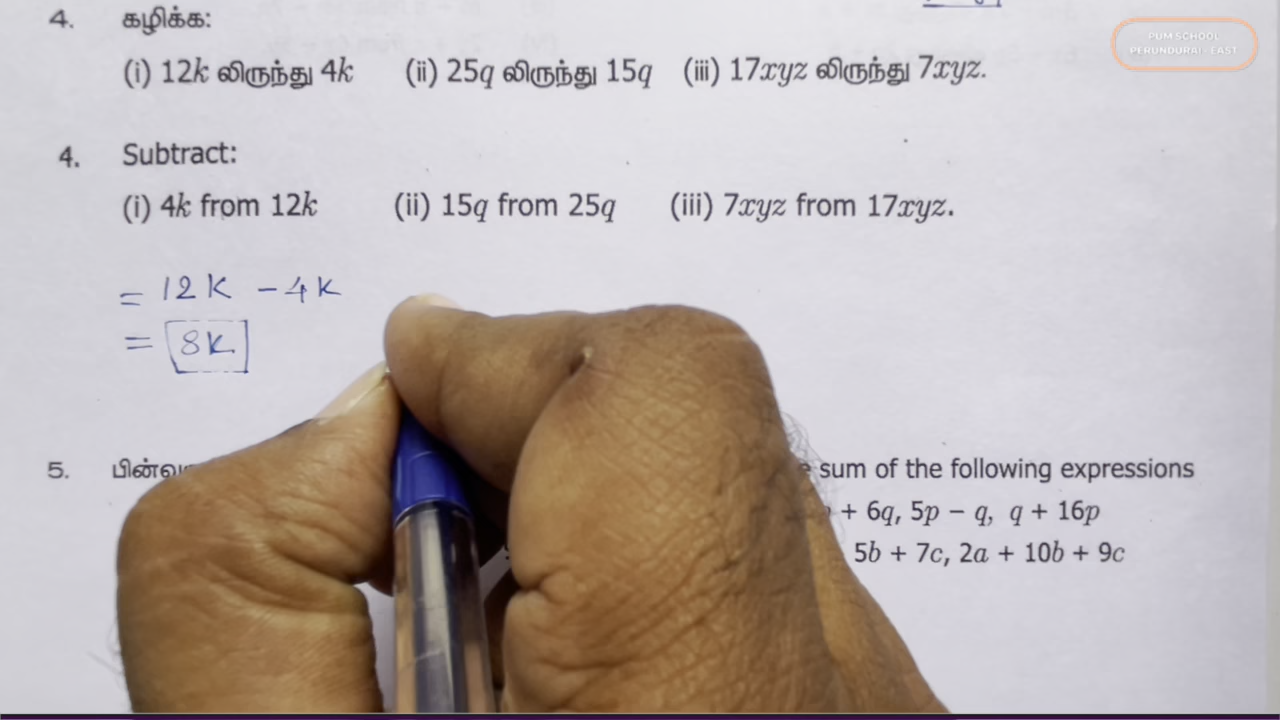 PUM SCHOOL
PERUNDURAI - EAST
4. கழிக்க:
(i) 12k லிருந்து 4k (ii) 25q லிருந்து 15q (iii) 17xyz லிருந்து 7xyz.
4. Subtract:
(i) 4k from 12k (ii) 15q from 25q (iii) 7xyz from 17xyz.
= 12K - 4K
= 8K
5. sum of the following expressions
+ 6q, 5p − q, q + 16p
5b + 7c, 2a + 10b + 9c